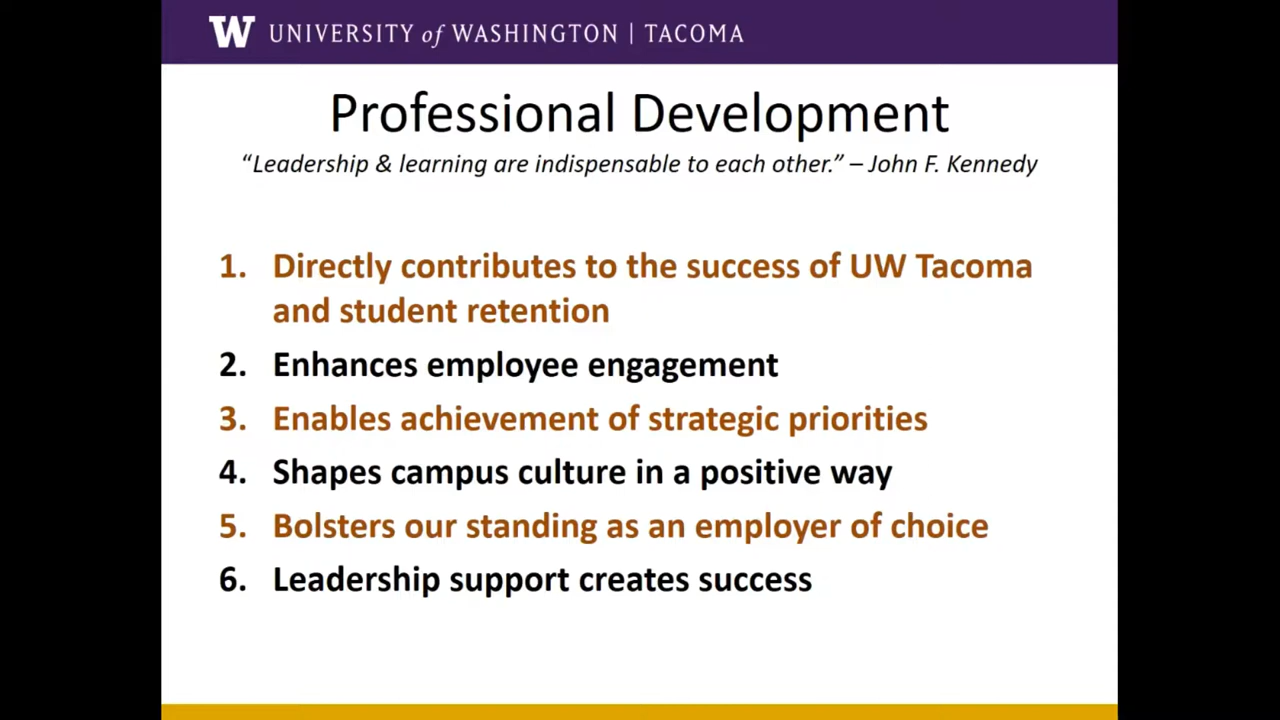 W UNIVERSITY of WASHINGTON | TACOMA
Professional Development
“Leadership & learning are indispensable to each other.” – John F. Kennedy
1. Directly contributes to the success of UW Tacoma
and student retention
2. Enhances employee engagement
3. Enables achievement of strategic priorities
4. Shapes campus culture in a positive way
5. Bolsters our standing as an employer of choice
6. Leadership support creates success